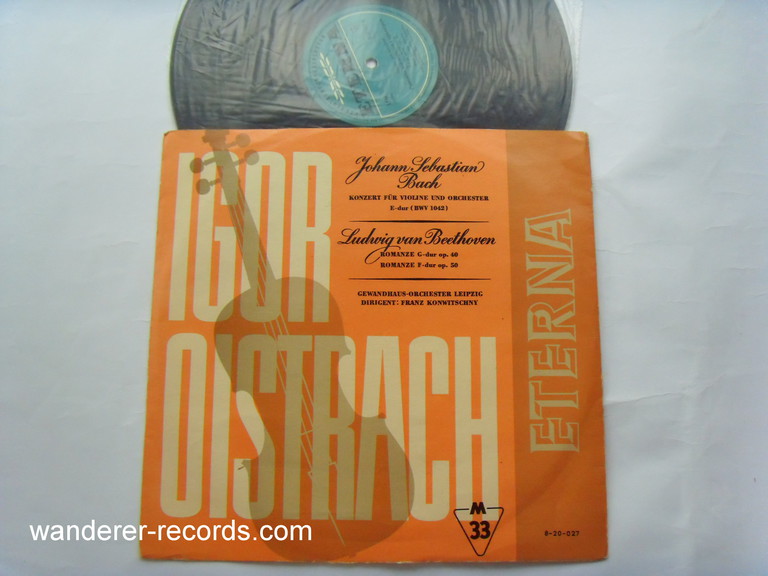 IGOR
OISTRACH
Johann Sebastian
Bach
KONZERT FÜR VIOLINE UND ORCHESTER
E-dur (BWV 1042)
Ludwig van Beethoven
ROMANZE G-dur op. 40
ROMANZE F-dur op. 50
GEWANDHAUS-ORCHESTER LEIPZIG
DIRIGENT: FRANZ KONWITSCHNY
ETERNA
M
33
8-20-027
wanderer-records.com